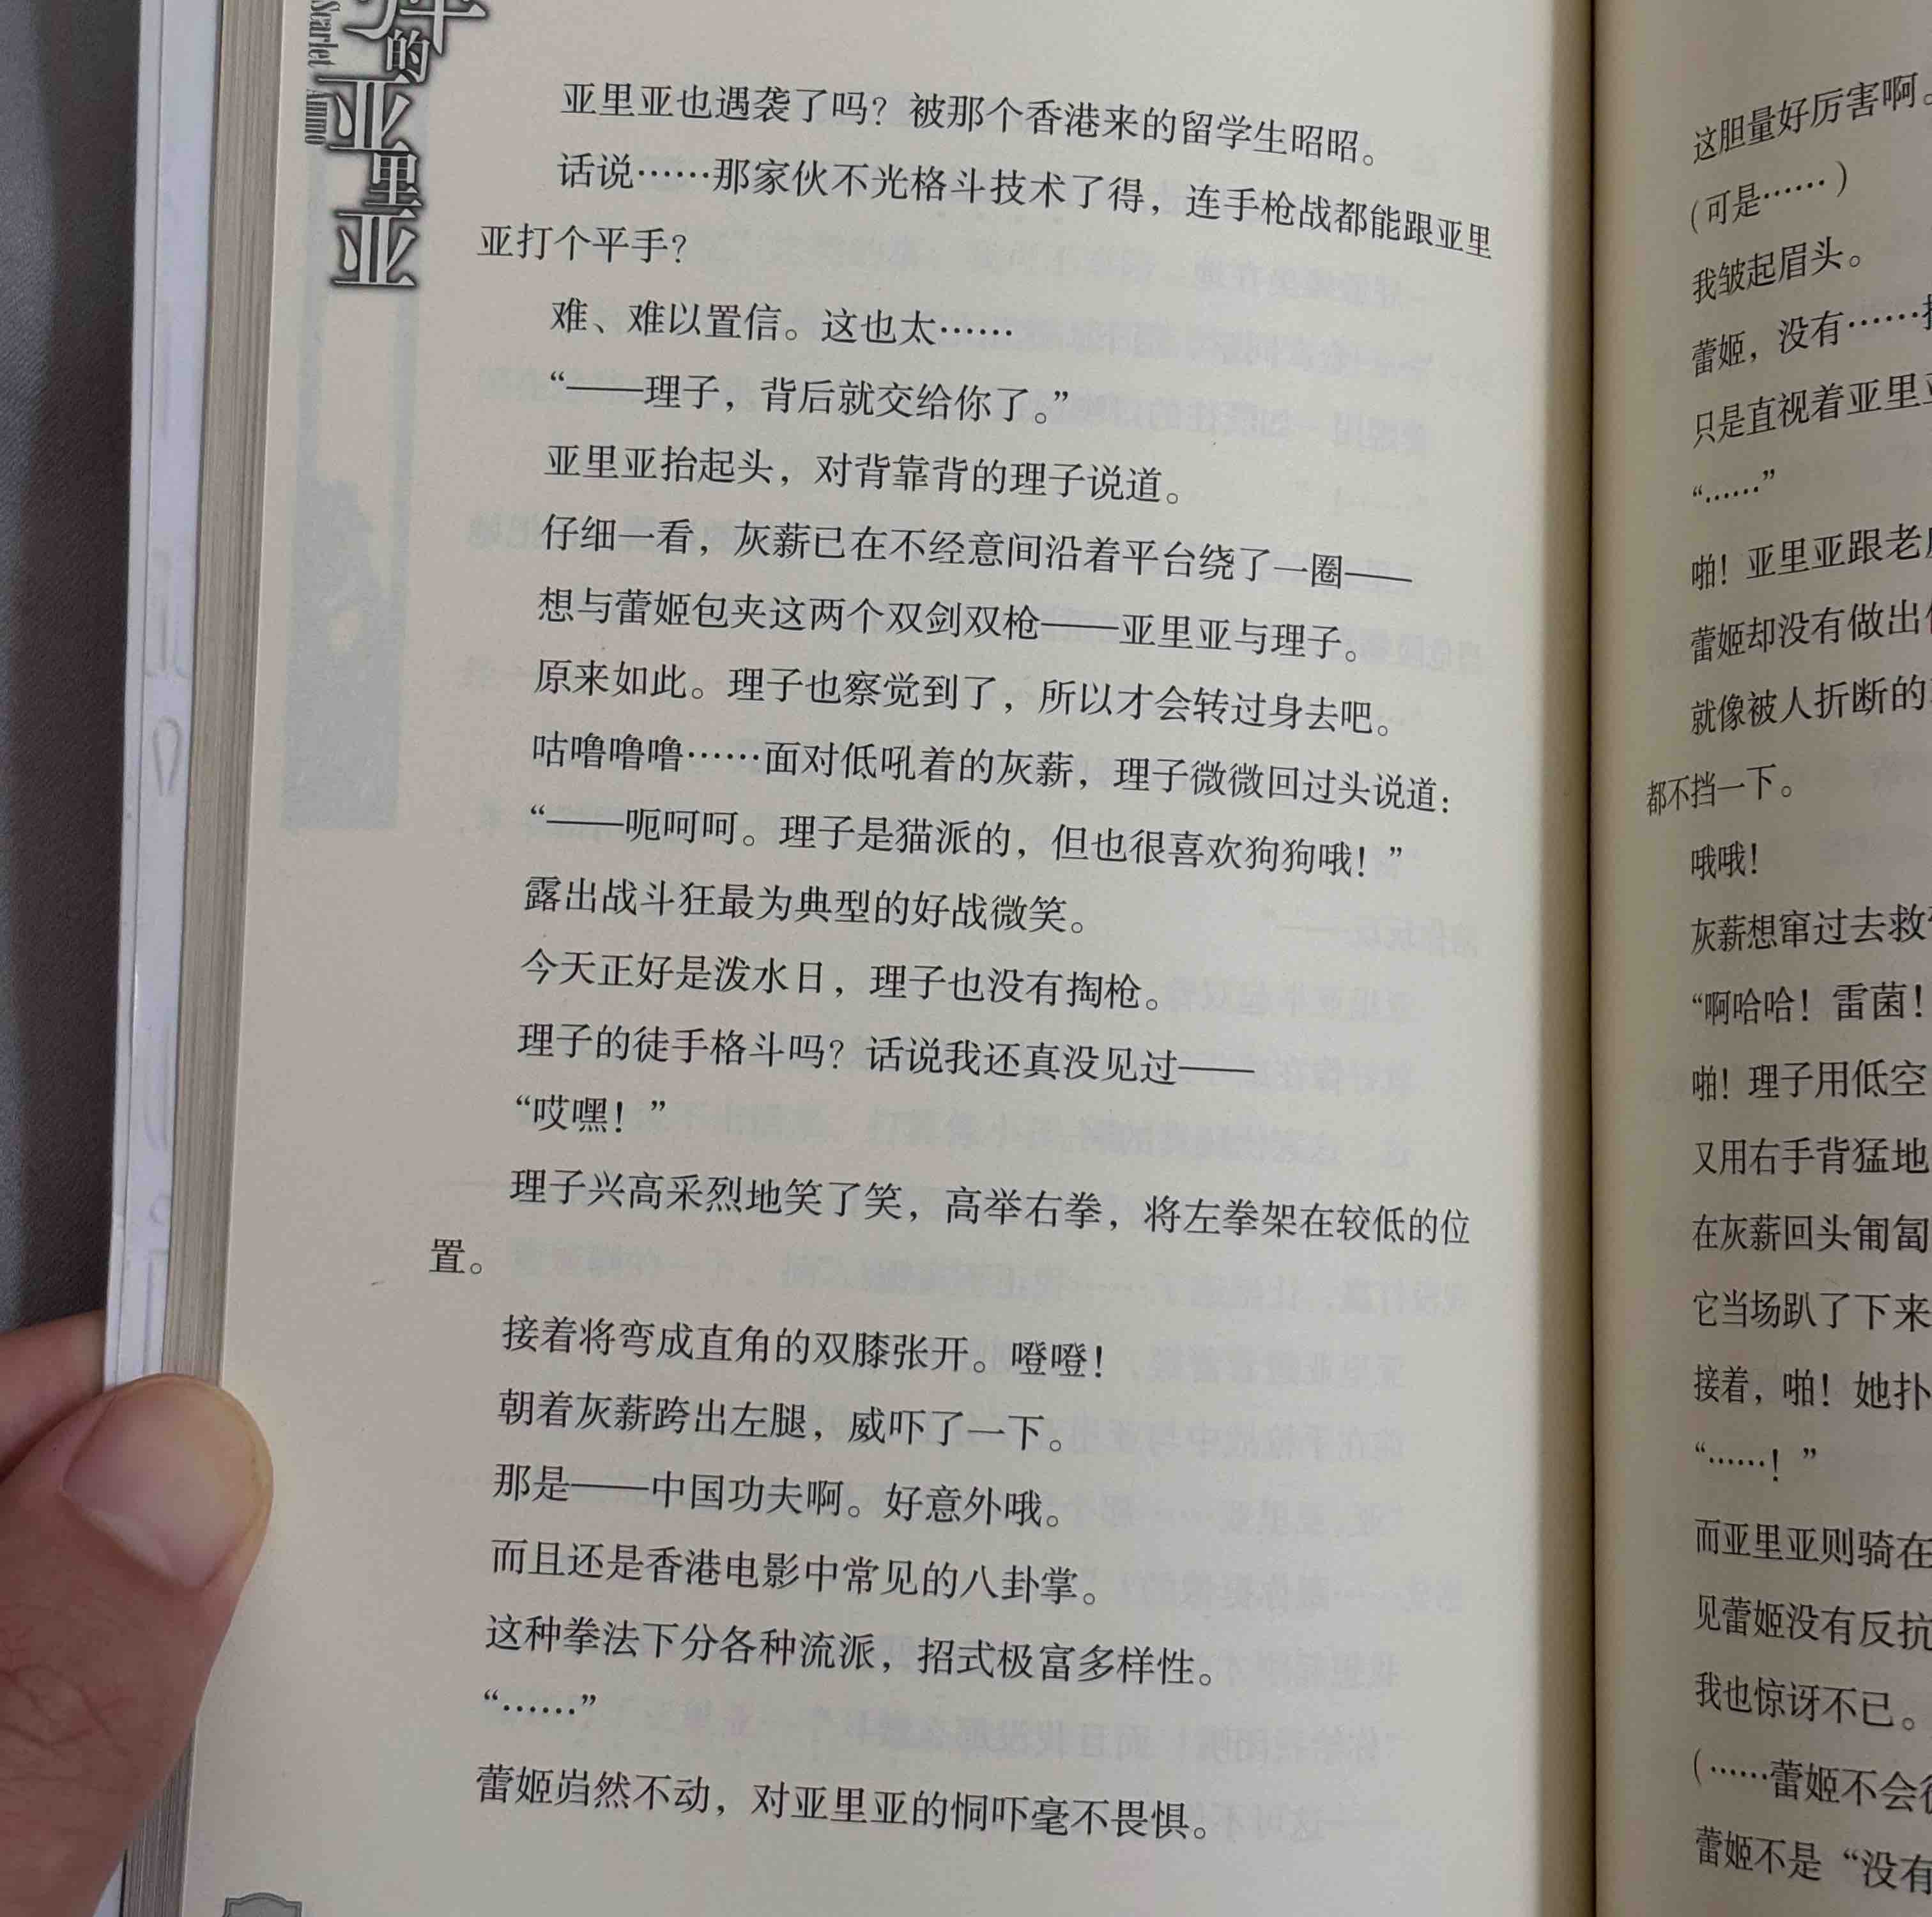 弹的亚里亚
Scarlet Ammo
亚里亚也遇袭了吗？被那个香港来的留学生昭昭。
话说……那家伙不光格斗技术了得，连手枪战都能跟亚里
亚打个平手？
难、难以置信。这也太……
“——理子，背后就交给你了。”
亚里亚抬起头，对背靠背的理子说道。
仔细一看，灰薪已在不经意间沿着平台绕了一圈——
想与蕾姬包夹这两个双剑双枪——亚里亚与理子。
原来如此。理子也察觉到了，所以才会转过身去吧。
咕噜噜噜……面对低吼着的灰薪，理子微微回过头说道：
“——呃呵呵。理子是猫派的，但也很喜欢狗狗哦！”
露出战斗狂最为典型的好战微笑。
今天正好是泼水日，理子也没有掏枪。
理子的徒手格斗吗？话说我还真没见过——
“哎嘿！”
理子兴高采烈地笑了笑，高举右拳，将左拳架在较低的位
置。
接着将弯成直角的双膝张开。噔噔！
朝着灰薪跨出左腿，威吓了一下。
那是——中国功夫啊。好意外哦。
而且还是香港电影中常见的八卦掌。
这种拳法下分各种流派，招式极富多样性。
“……”
蕾姬岿然不动，对亚里亚的恫吓毫不畏惧。
这胆量好厉害啊。
（可是……）
我皱起眉头。
蕾姬，没有……
只是直视着亚里亚
“……”
啪！亚里亚跟老
蕾姬却没有做出
就像被人折断的
都不挡一下。
哦哦！
灰薪想窜过去救
“啊哈哈！雷菌！
啪！理子用低空
又用右手背猛地
在灰薪回头匍匐
它当场趴了下来
接着，啪！她扑
“……！”
而亚里亚则骑在
见蕾姬没有反抗
我也惊讶不已。
（……蕾姬不会
蕾姬不是“没有